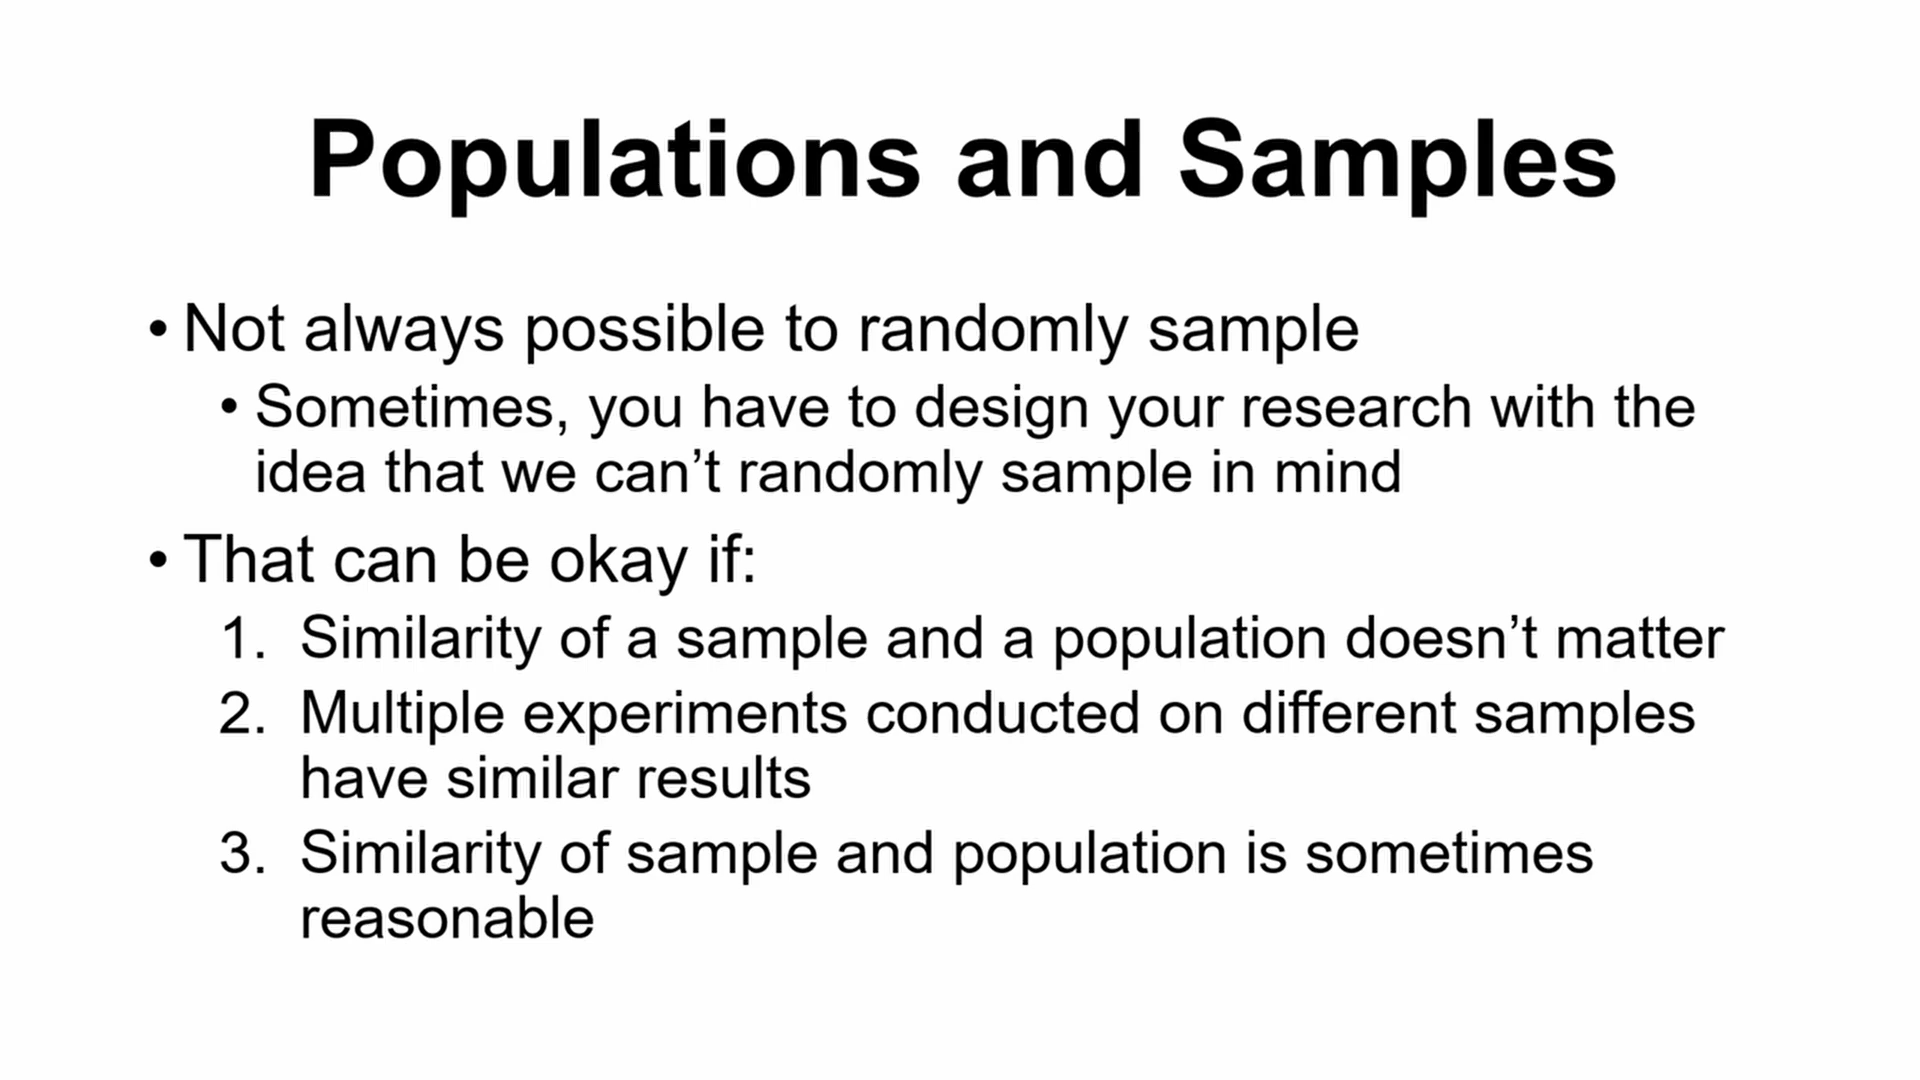 Populations and Samples
• Not always possible to randomly sample
• Sometimes, you have to design your research with the
idea that we can’t randomly sample in mind
• That can be okay if:
1. Similarity of a sample and a population doesn’t matter
2. Multiple experiments conducted on different samples
have similar results
3. Similarity of sample and population is sometimes
reasonable